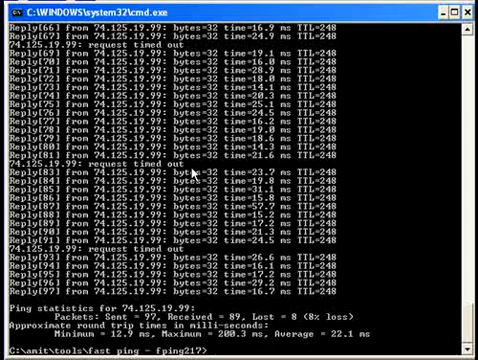 C:\WINDOWS\system32\cmd.exe
Reply[66] from 74.125.19.99: bytes=32 time=16.9 ms TTL=248
Reply[67] from 74.125.19.99: bytes=32 time=24.9 ms TTL=248
74.125.19.99: request timed out
Reply[69] from 74.125.19.99: bytes=32 time=19.1 ms TTL=248
Reply[70] from 74.125.19.99: bytes=32 time=16.0 ms TTL=248
Reply[71] from 74.125.19.99: bytes=32 time=28.9 ms TTL=248
Reply[72] from 74.125.19.99: bytes=32 time=18.0 ms TTL=248
Reply[73] from 74.125.19.99: bytes=32 time=14.1 ms TTL=248
Reply[74] from 74.125.19.99: bytes=32 time=20.3 ms TTL=248
Reply[75] from 74.125.19.99: bytes=32 time=25.1 ms TTL=248
Reply[76] from 74.125.19.99: bytes=32 time=24.5 ms TTL=248
Reply[77] from 74.125.19.99: bytes=32 time=16.2 ms TTL=248
Reply[78] from 74.125.19.99: bytes=32 time=19.0 ms TTL=248
Reply[79] from 74.125.19.99: bytes=32 time=18.6 ms TTL=248
Reply[80] from 74.125.19.99: bytes=32 time=14.3 ms TTL=248
Reply[81] from 74.125.19.99: bytes=32 time=21.6 ms TTL=248
74.125.19.99: request timed out
Reply[83] from 74.125.19.99: bytes=32 time=23.7 ms TTL=248
Reply[84] from 74.125.19.99: bytes=32 time=19.8 ms TTL=248
Reply[85] from 74.125.19.99: bytes=32 time=31.1 ms TTL=248
Reply[86] from 74.125.19.99: bytes=32 time=15.8 ms TTL=248
Reply[87] from 74.125.19.99: bytes=32 time=57.7 ms TTL=248
Reply[88] from 74.125.19.99: bytes=32 time=15.2 ms TTL=248
Reply[89] from 74.125.19.99: bytes=32 time=17.2 ms TTL=248
Reply[90] from 74.125.19.99: bytes=32 time=21.3 ms TTL=248
Reply[91] from 74.125.19.99: bytes=32 time=24.5 ms TTL=248
74.125.19.99: request timed out
Reply[93] from 74.125.19.99: bytes=32 time=26.6 ms TTL=248
Reply[94] from 74.125.19.99: bytes=32 time=16.1 ms TTL=248
Reply[95] from 74.125.19.99: bytes=32 time=17.2 ms TTL=248
Reply[96] from 74.125.19.99: bytes=32 time=29.2 ms TTL=248
Reply[97] from 74.125.19.99: bytes=32 time=16.7 ms TTL=248
Ping statistics for 74.125.19.99:
Packets: Sent = 97, Received = 89, Lost = 8 (8% loss)
Approximate round trip times in milli-seconds:
Minimum = 12.9 ms, Maximum = 200.3 ms, Average = 22.1 ms
C:\amit\tools\fast ping - fping217>